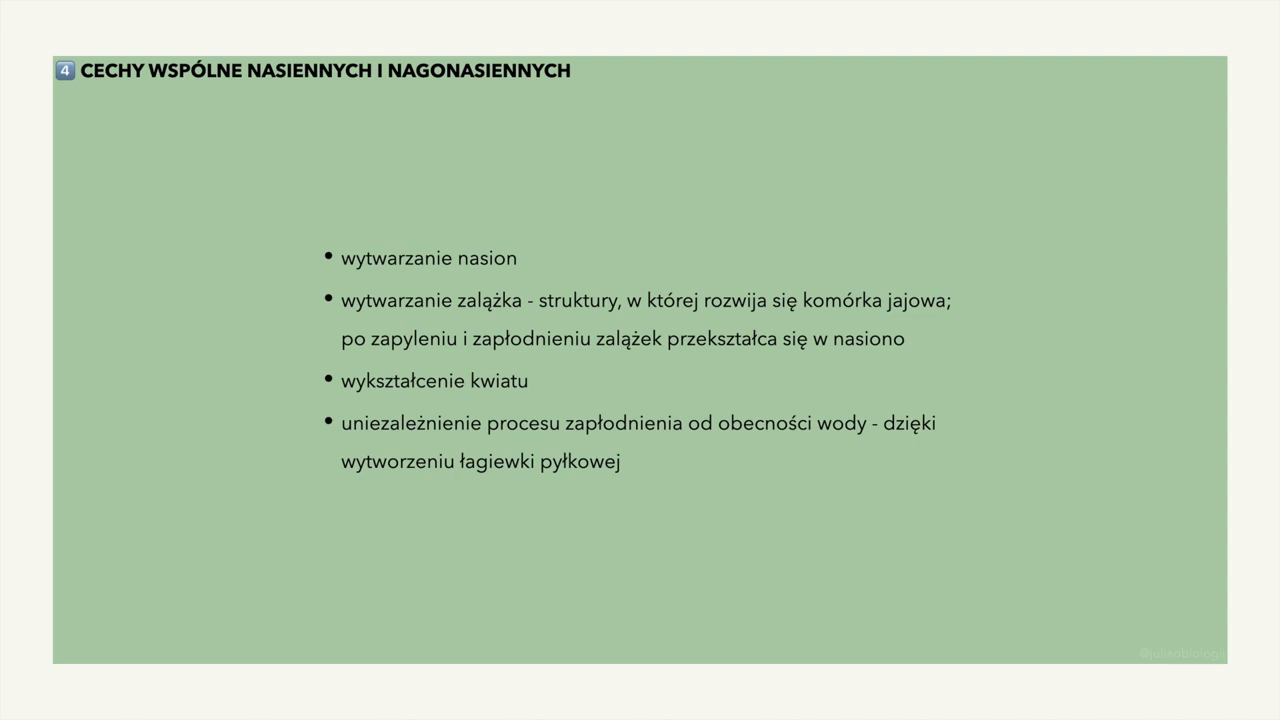 4 CECHY WSPÓLNE NASIENNYCH I NAGONASIENNYCH
• wytwarzanie nasion
• wytwarzanie zalążka - struktury, w której rozwija się komórka jajowa;
po zapyleniu i zapłodnieniu zalążek przekształca się w nasiono
• wykształcenie kwiatu
• uniezależnienie procesu zapłodnienia od obecności wody - dzięki
wytworzeniu łagiewki pyłkowej